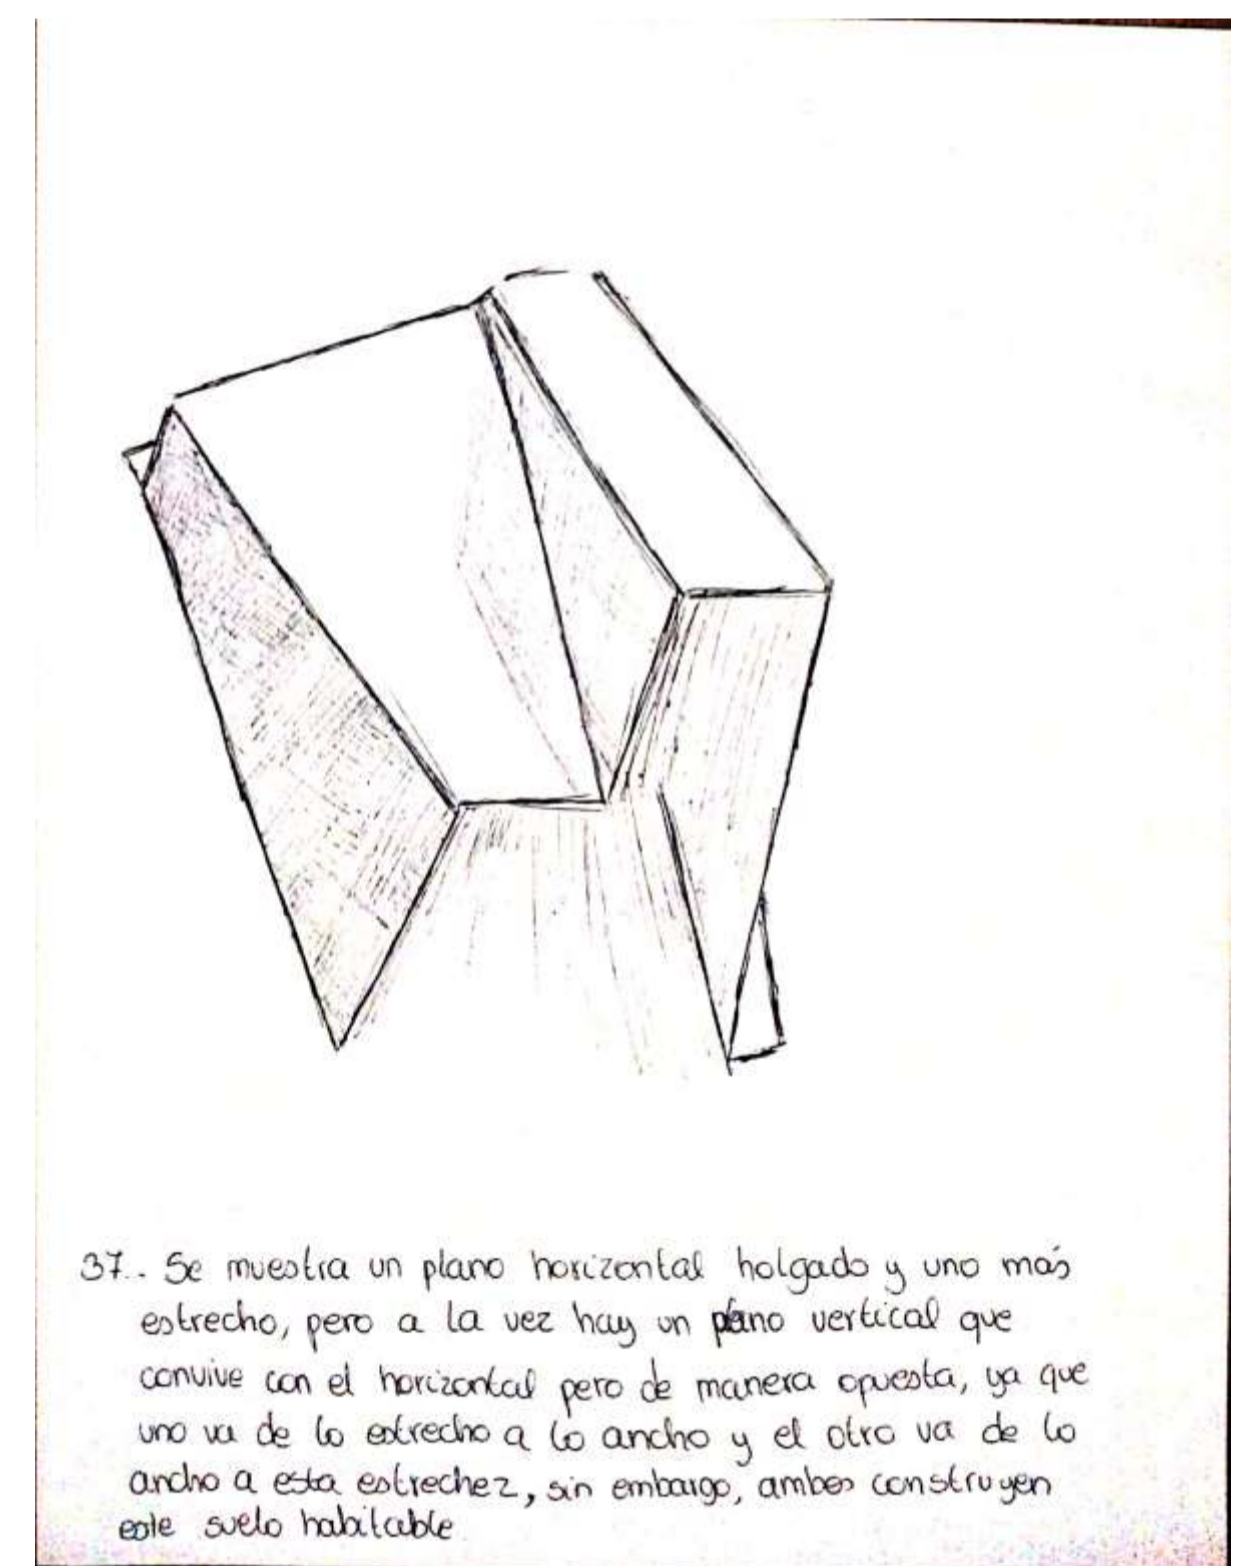 37.. Se muestra un plano horizontal holgado y uno más
estrecho, pero a la vez hay un plano vertical que
convive con el horizontal pero de manera opuesta, ya que
uno va de lo estrecho a lo ancho y el otro va de lo
ancho a esta estrechez, sin embargo, ambos construyen
este suelo habitable